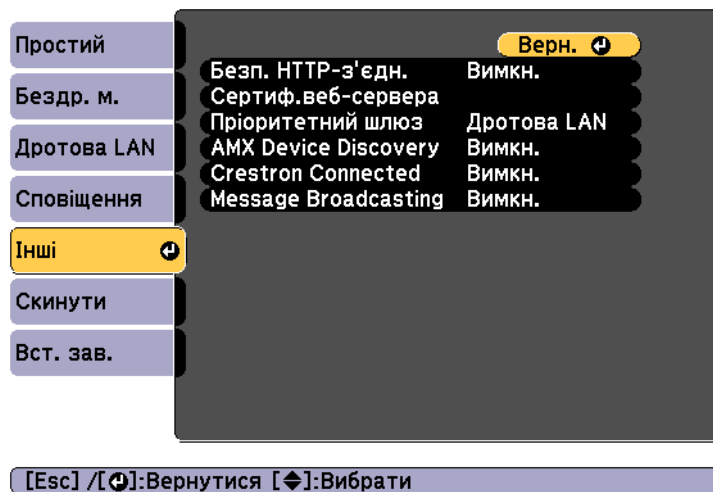 Простий
Бездр. м.
Дротова LAN
Сповіщення
Інші
Скинути
Вст. зав.
Верн.
Безп. HTTP-з'єдн. Вимкн.
Сертиф.веб-сервера
Пріоритетний шлюз Дротова LAN
AMX Device Discovery Вимкн.
Crestron Connected Вимкн.
Message Broadcasting Вимкн.
[Esc] /[⏎]:Вернутися [◆]:Вибрати